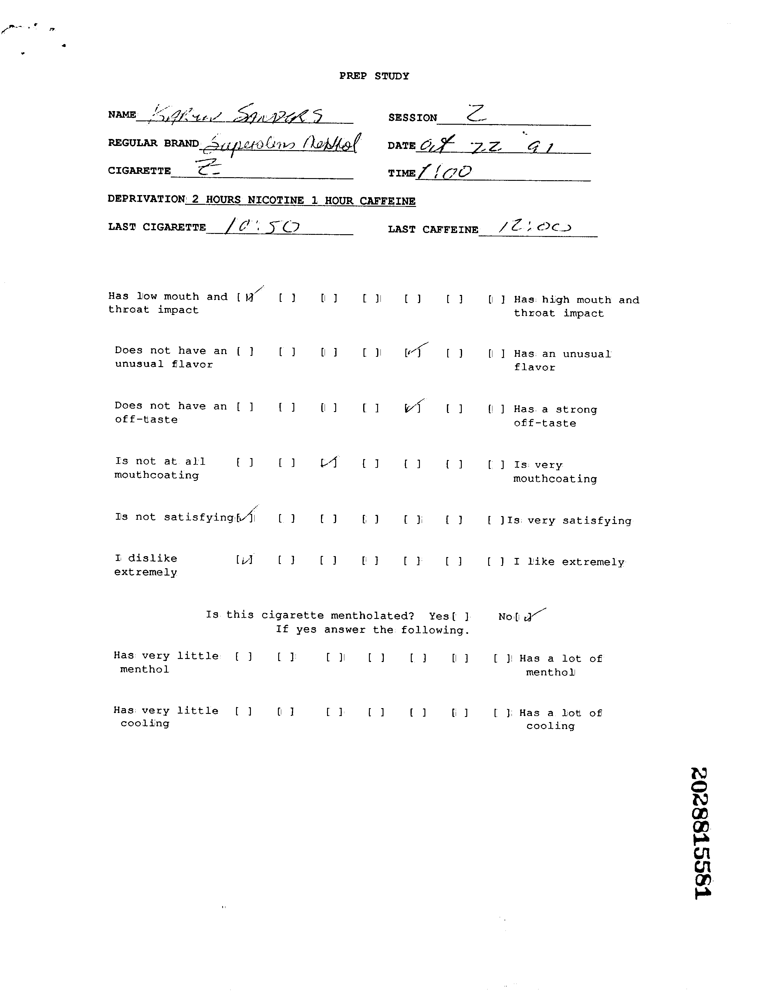 PREP STUDY
NAME Karen SANDERS SESSION 2
REGULAR BRAND Superslims Menthol DATE Oct 22 91
CIGARETTE 2 TIME 1:00
DEPRIVATION 2 HOURS NICOTINE 1 HOUR CAFFEINE
LAST CIGARETTE 10:50 LAST CAFFEINE 12:00
Has low mouth and [✓] [ ] [ ] [ ] [ ] [ ] [ ] Has high mouth and
throat impact throat impact
Does not have an [ ] [ ] [ ] [ ] [✓] [ ] [ ] Has an unusual
unusual flavor flavor
Does not have an [ ] [ ] [ ] [ ] [✓] [ ] [ ] Has a strong
off-taste off-taste
Is not at all [ ] [ ] [✓] [ ] [ ] [ ] [ ] Is very
mouthcoating mouthcoating
Is not satisfying[✓] [ ] [ ] [ ] [ ] [ ] [ ]Is very satisfying
I dislike [✓] [ ] [ ] [ ] [ ] [ ] [ ] I like extremely
extremely
Is this cigarette mentholated? Yes[ ] No[✓]
If yes answer the following.
Has very little [ ] [ ] [ ] [ ] [ ] [ ] [ ] Has a lot of
menthol menthol
Has very little [ ] [ ] [ ] [ ] [ ] [ ] [ ] Has a lot of
cooling cooling
2028815581